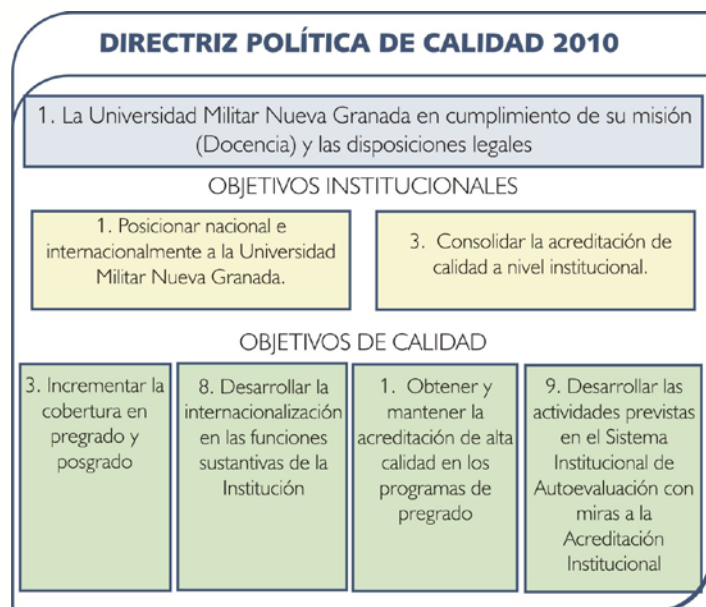 DIRECTRIZ POLÍTICA DE CALIDAD 2010
1. La Universidad Militar Nueva Granada en cumplimiento de su misión
(Docencia) y las disposiciones legales
OBJETIVOS INSTITUCIONALES
1. Posicionar nacional e
internacionalmente a la Universidad
Militar Nueva Granada.
3. Consolidar la acreditación de
calidad a nivel institucional.
OBJETIVOS DE CALIDAD
3. Incrementar la
cobertura en
pregrado y
posgrado
8. Desarrollar la
internacionalización
en las funciones
sustantivas de la
Institución
1. Obtener y
mantener la
acreditación de alta
calidad en los
programas de
pregrado
9. Desarrollar las
actividades previstas
en el Sistema
Institucional de
Autoevaluación con
miras a la
Acreditación
Institucional